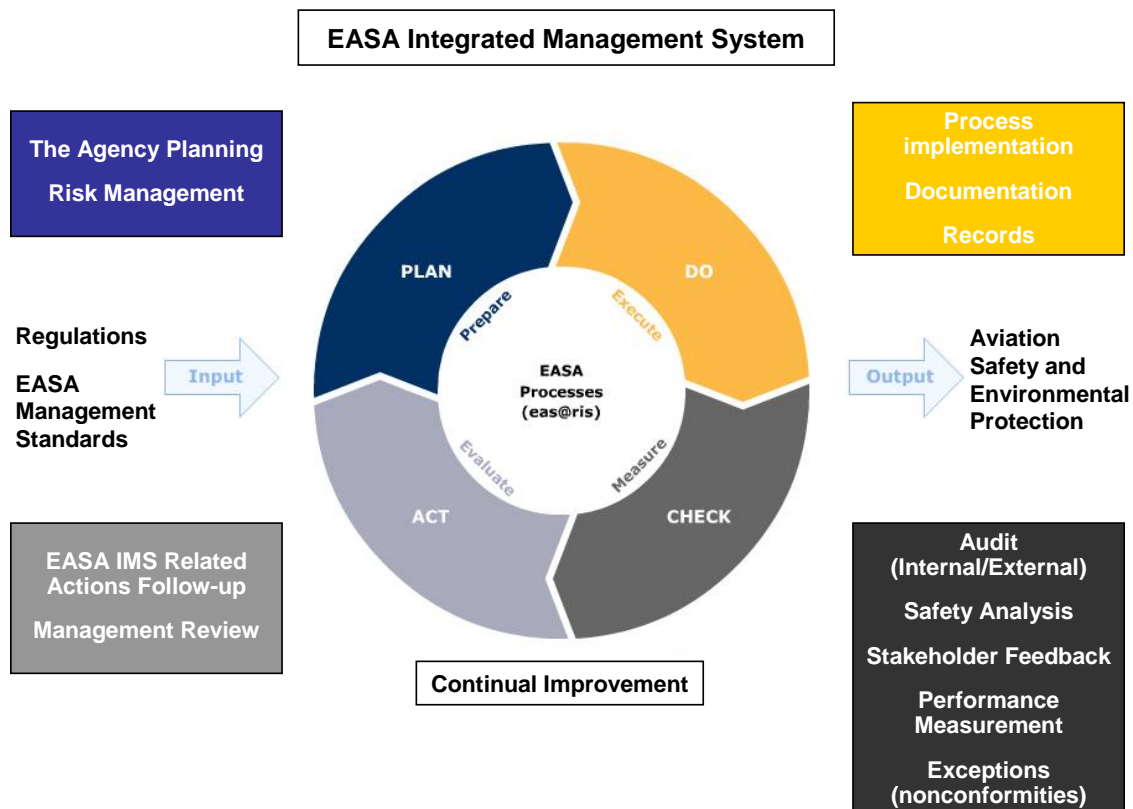 EASA Integrated Management System
The Agency Planning
Risk Management
Process
implementation
Documentation
Records
PLAN
DO
Prepare
Execute
Regulations
EASA
Management
Standards
Input
EASA
Processes
(eas@ris)
Output
Aviation
Safety and
Environmental
Protection
Evaluate
Measure
ACT
CHECK
EASA IMS Related
Actions Follow-up
Management Review
Audit
(Internal/External)
Safety Analysis
Stakeholder Feedback
Performance
Measurement
Exceptions
(nonconformities)
Continual Improvement